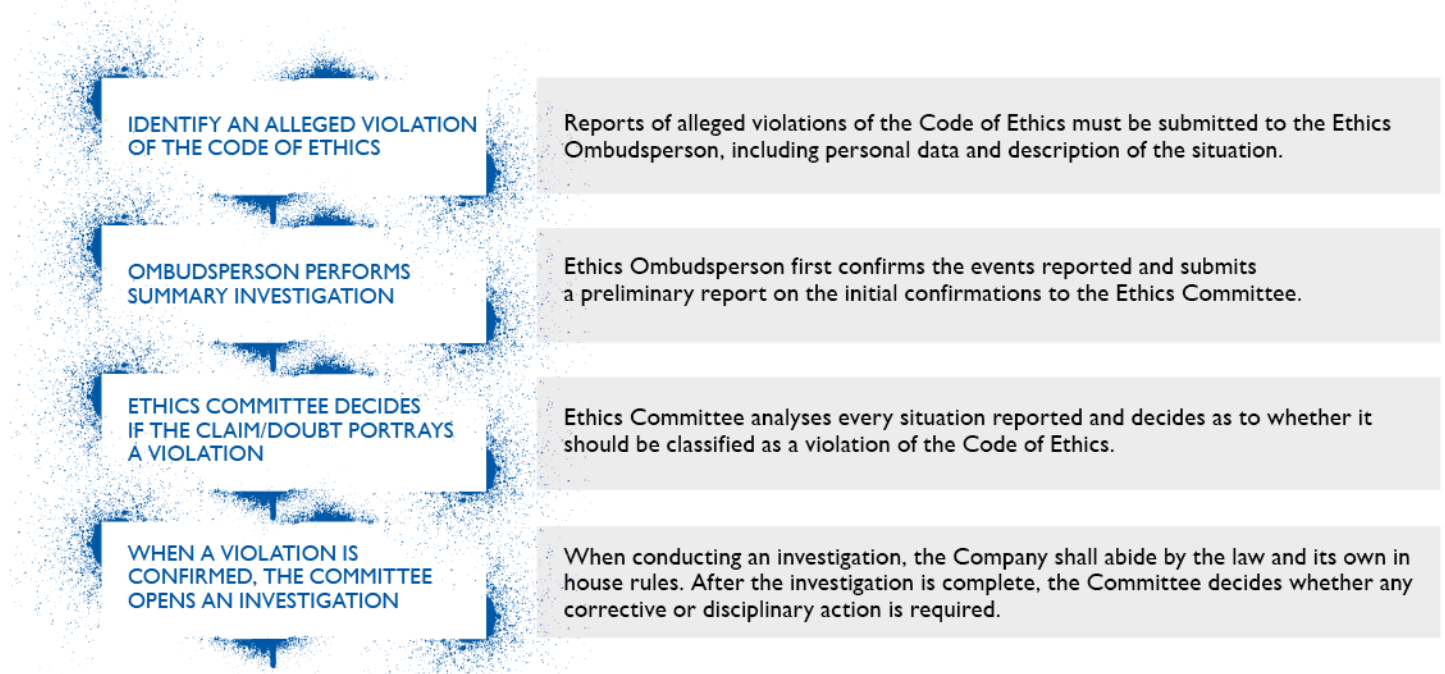 IDENTIFY AN ALLEGED VIOLATION
OF THE CODE OF ETHICS
Reports of alleged violations of the Code of Ethics must be submitted to the Ethics
Ombudsperson, including personal data and description of the situation.
OMBUDSPERSON PERFORMS
SUMMARY INVESTIGATION
Ethics Ombudsperson first confirms the events reported and submits
a preliminary report on the initial confirmations to the Ethics Committee.
ETHICS COMMITTEE DECIDES
IF THE CLAIM/DOUBT PORTRAYS
A VIOLATION
Ethics Committee analyses every situation reported and decides as to whether it
should be classified as a violation of the Code of Ethics.
WHEN A VIOLATION IS
CONFIRMED, THE COMMITTEE
OPENS AN INVESTIGATION
When conducting an investigation, the Company shall abide by the law and its own in
house rules. After the investigation is complete, the Committee decides whether any
corrective or disciplinary action is required.